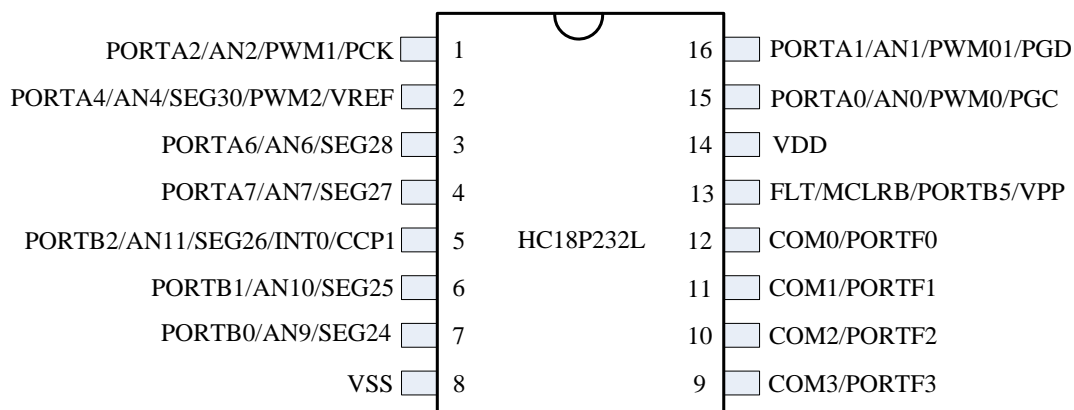 PORTA2/AN2/PWM1/PCK 1 16 PORTA1/AN1/PWM01/PGD
PORTA4/AN4/SEG30/PWM2/VREF 2 15 PORTA0/AN0/PWM0/PGC
PORTA6/AN6/SEG28 3 14 VDD
PORTA7/AN7/SEG27 4 13 FLT/MCLRB/PORTB5/VPP
PORTB2/AN11/SEG26/INT0/CCP1 5 HC18P232L 12 COM0/PORTF0
PORTB1/AN10/SEG25 6 11 COM1/PORTF1
PORTB0/AN9/SEG24 7 10 COM2/PORTF2
VSS 8 9 COM3/PORTF3